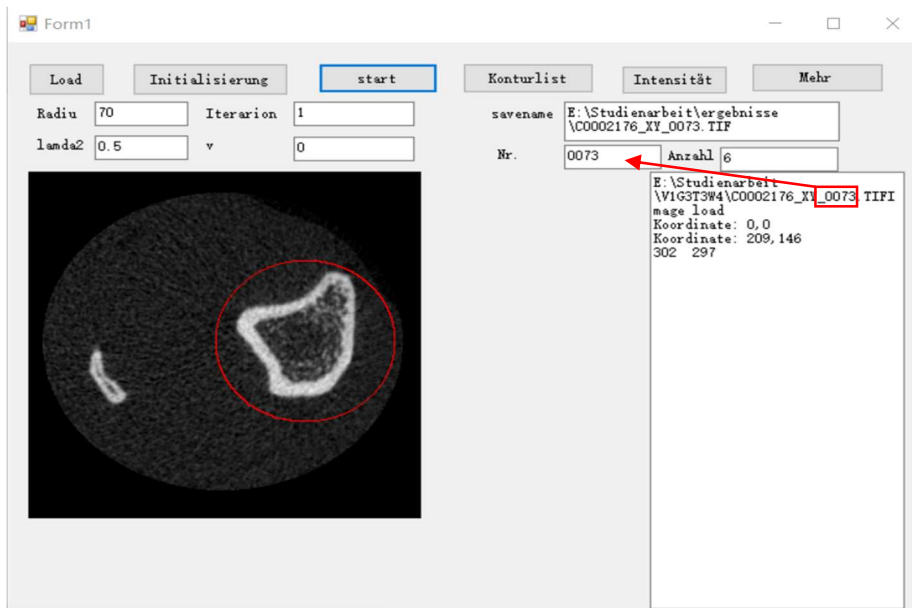 Form1
Load Initialisierung start Konturlist Intensität Mehr
Radiu 70 Iterarion 1 savename E:\Studienarbeit\ergebnisse
\C0002176_XY_0073.TIF
lamda2 0.5 v 0 Nr. 0073 Anzahl 6
E:\Studienarbeit
\V1G3T3W4\C0002176_XY_0073.TIFI
mage load
Koordinate: 0,0
Koordinate: 209,146
302 297